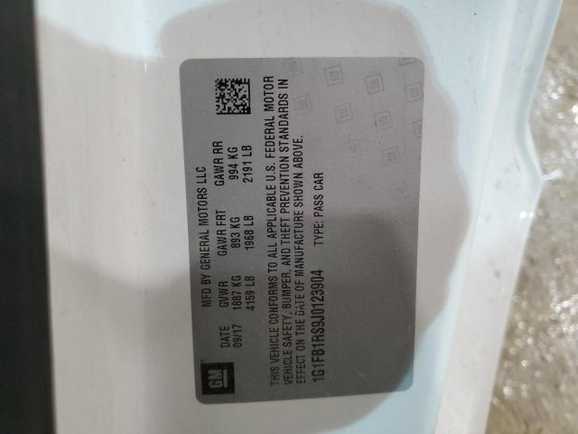 GM
MFD BY GENERAL MOTORS LLC
DATE GVWR GAWR FRT GAWR RR
09/17 1887 KG 893 KG 994 KG
4159 LB 1968 LB 2191 LB
THIS VEHICLE CONFORMS TO ALL APPLICABLE U.S. FEDERAL MOTOR
VEHICLE SAFETY, BUMPER, AND THEFT PREVENTION STANDARDS IN
EFFECT ON THE DATE OF MANUFACTURE SHOWN ABOVE.
1G1FB1RS9J0123904 TYPE: PASS CAR